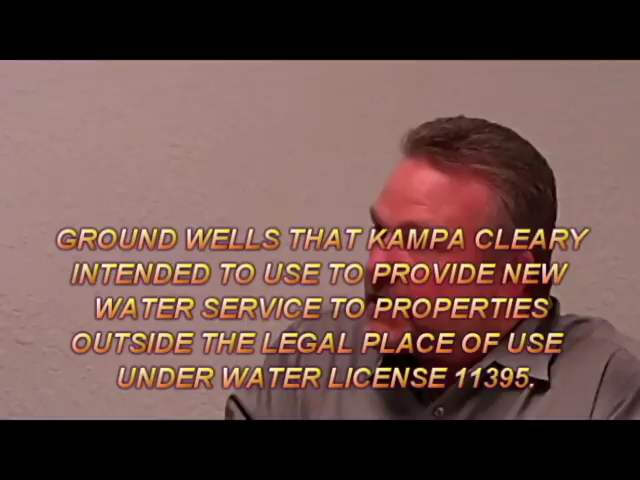 GROUND WELLS THAT KAMPA CLEARY
INTENDED TO USE TO PROVIDE NEW
WATER SERVICE TO PROPERTIES
OUTSIDE THE LEGAL PLACE OF USE
UNDER WATER LICENSE 11395.